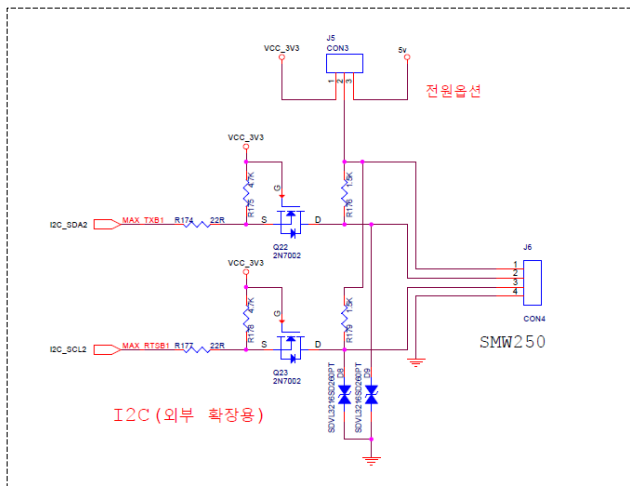 J5
CON3
VCC_3V3
5v
1
2
3
전원옵션
VCC_3V3
4.7K
R175
G
1.5K
R176
I2C_SDA2
MAX_TXB1
R174
22R
S
D
Q22
2N7002
J6
1
2
3
4
CON4
VCC_3V3
4.7K
R178
G
1.5K
R179
SMW250
I2C_SCL2
MAX_RTSB1
R177
22R
S
D
Q23
2N7002
SDVL3216SD260PT
D8
SDVL3216SD260PT
D9
I2C(외부 확장용)